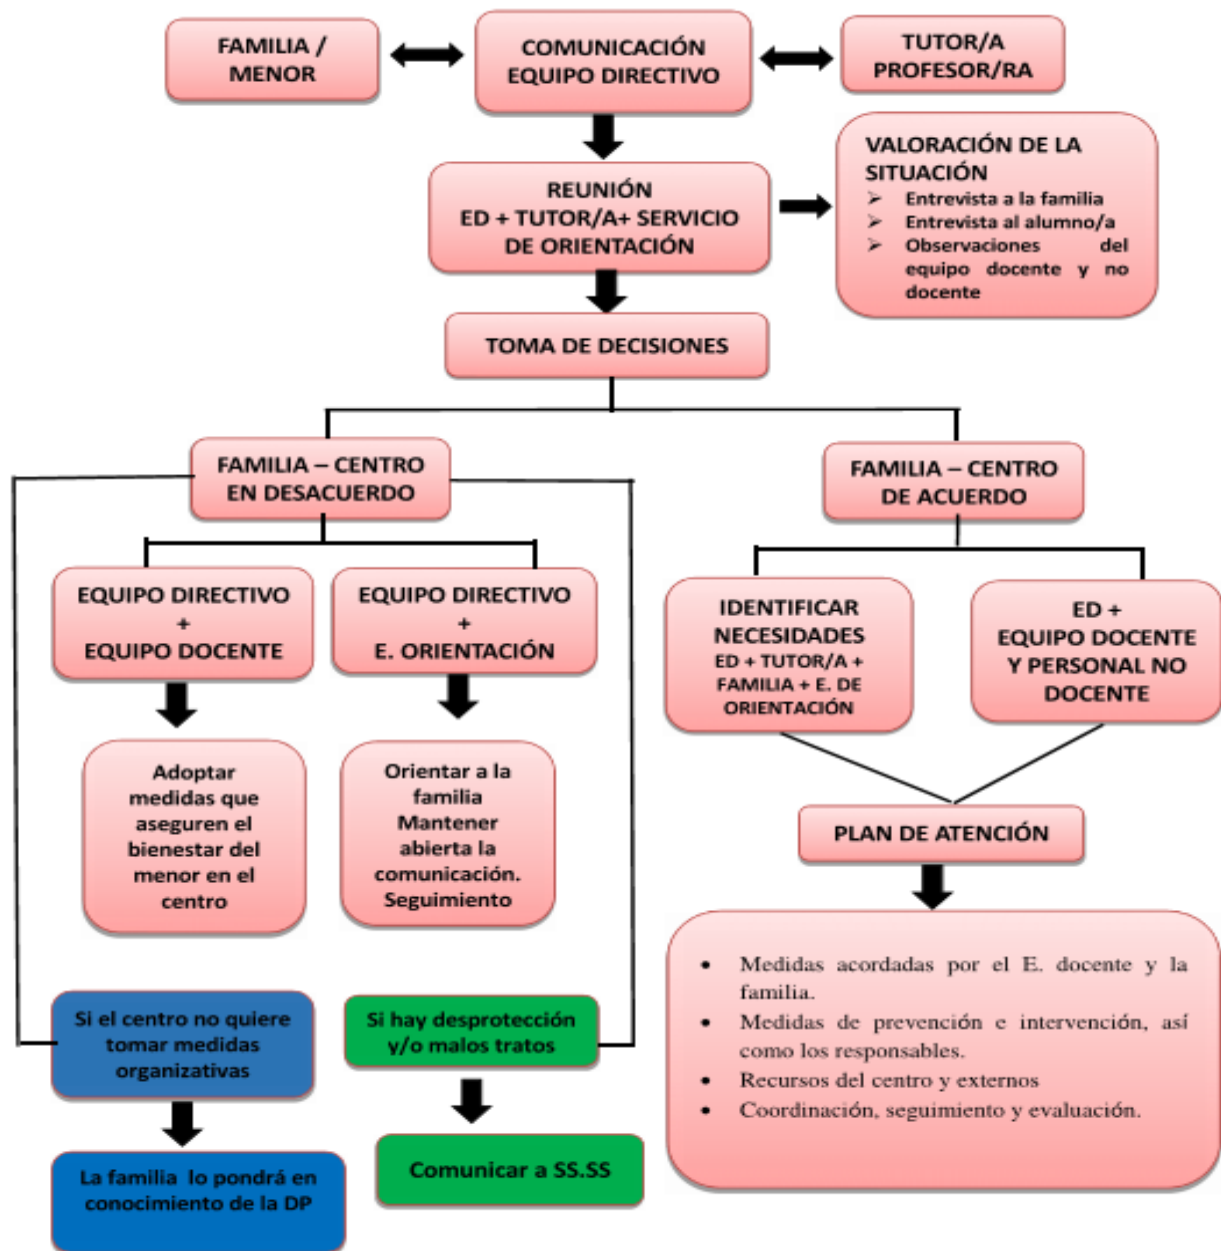 FAMILIA /
MENOR
COMUNICACIÓN
EQUIPO DIRECTIVO
TUTOR/A
PROFESOR/RA
REUNIÓN
ED + TUTOR/A+ SERVICIO
DE ORIENTACIÓN
VALORACIÓN DE LA
SITUACIÓN
➢ Entrevista a la familia
➢ Entrevista al alumno/a
➢ Observaciones del
equipo docente y no
docente
TOMA DE DECISIONES
FAMILIA – CENTRO
EN DESACUERDO
FAMILIA – CENTRO
DE ACUERDO
EQUIPO DIRECTIVO
+
EQUIPO DOCENTE
EQUIPO DIRECTIVO
+
E. ORIENTACIÓN
IDENTIFICAR
NECESIDADES
ED + TUTOR/A +
FAMILIA + E. DE
ORIENTACIÓN
ED +
EQUIPO DOCENTE
Y PERSONAL NO
DOCENTE
Adoptar
medidas que
aseguren el
bienestar del
menor en el
centro
Orientar a la
familia
Mantener
abierta la
comunicación.
Seguimiento
PLAN DE ATENCIÓN
• Medidas acordadas por el E. docente y la
familia.
• Medidas de prevención e intervención, así
como los responsables.
• Recursos del centro y externos
• Coordinación, seguimiento y evaluación.
Si el centro no quiere
tomar medidas
organizativas
Si hay desprotección
y/o malos tratos
La familia lo pondrá en
conocimiento de la DP
Comunicar a SS.SS